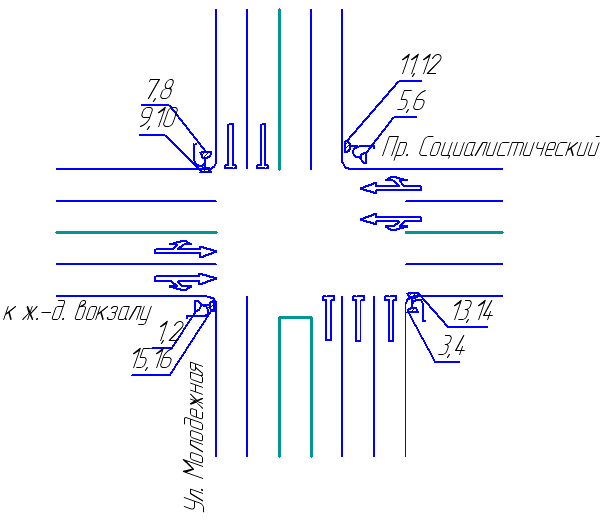 11,12
7,8
5,6
9,10
Пр. Социалистический
к ж.-д. вокзалу
13,14
1,2
3,4
15,16
Ул. Молодежная